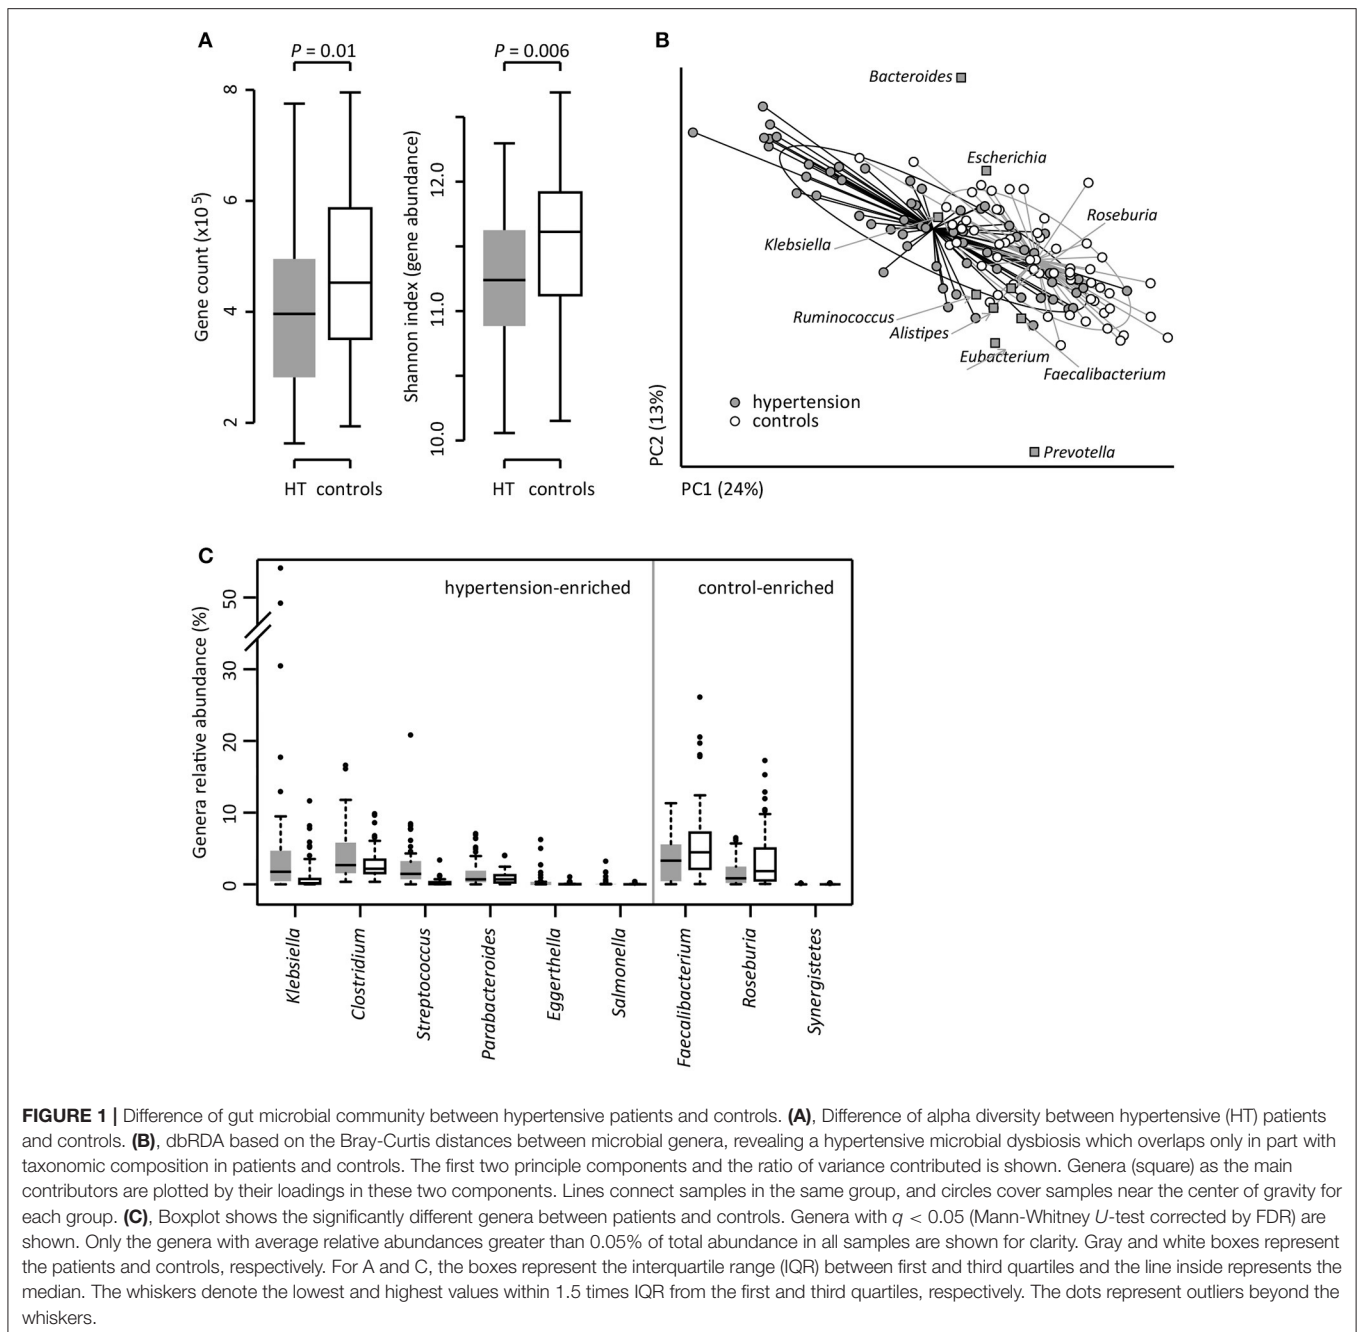 A
P = 0.01
P = 0.006
Gene count (x10⁵)
8
6
4
2
HT controls
Shannon index (gene abundance)
12.0
11.0
10.0
HT controls
B
Bacteroides
Escherichia
Roseburia
Klebsiella
Ruminococcus
Alistipes
Eubacterium
Faecalibacterium
hypertension
controls
Prevotella
PC2 (13%)
PC1 (24%)
C
hypertension-enriched
control-enriched
Genera relative abundance (%)
50
30
20
10
0
Klebsiella
Clostridium
Streptococcus
Parabacteroides
Eggerthella
Salmonella
Faecalibacterium
Roseburia
Synergistetes
FIGURE 1 | Difference of gut microbial community between hypertensive patients and controls. (A), Difference of alpha diversity between hypertensive (HT) patients
and controls. (B), dbRDA based on the Bray-Curtis distances between microbial genera, revealing a hypertensive microbial dysbiosis which overlaps only in part with
taxonomic composition in patients and controls. The first two principle components and the ratio of variance contributed is shown. Genera (square) as the main
contributors are plotted by their loadings in these two components. Lines connect samples in the same group, and circles cover samples near the center of gravity for
each group. (C), Boxplot shows the significantly different genera between patients and controls. Genera with q < 0.05 (Mann-Whitney U-test corrected by FDR) are
shown. Only the genera with average relative abundances greater than 0.05% of total abundance in all samples are shown for clarity. Gray and white boxes represent
the patients and controls, respectively. For A and C, the boxes represent the interquartile range (IQR) between first and third quartiles and the line inside represents the
median. The whiskers denote the lowest and highest values within 1.5 times IQR from the first and third quartiles, respectively. The dots represent outliers beyond the
whiskers.